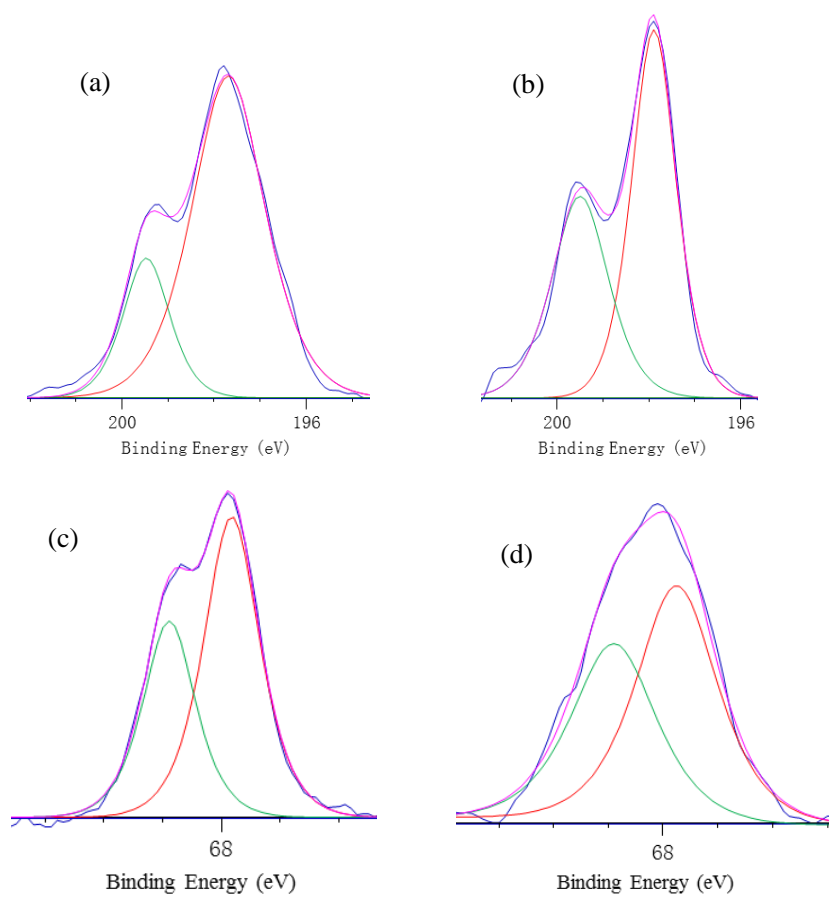 (a)
(b)
200 196
Binding Energy (eV)
200 196
Binding Energy (eV)
(c)
(d)
68
Binding Energy (eV)
68
Binding Energy (eV)